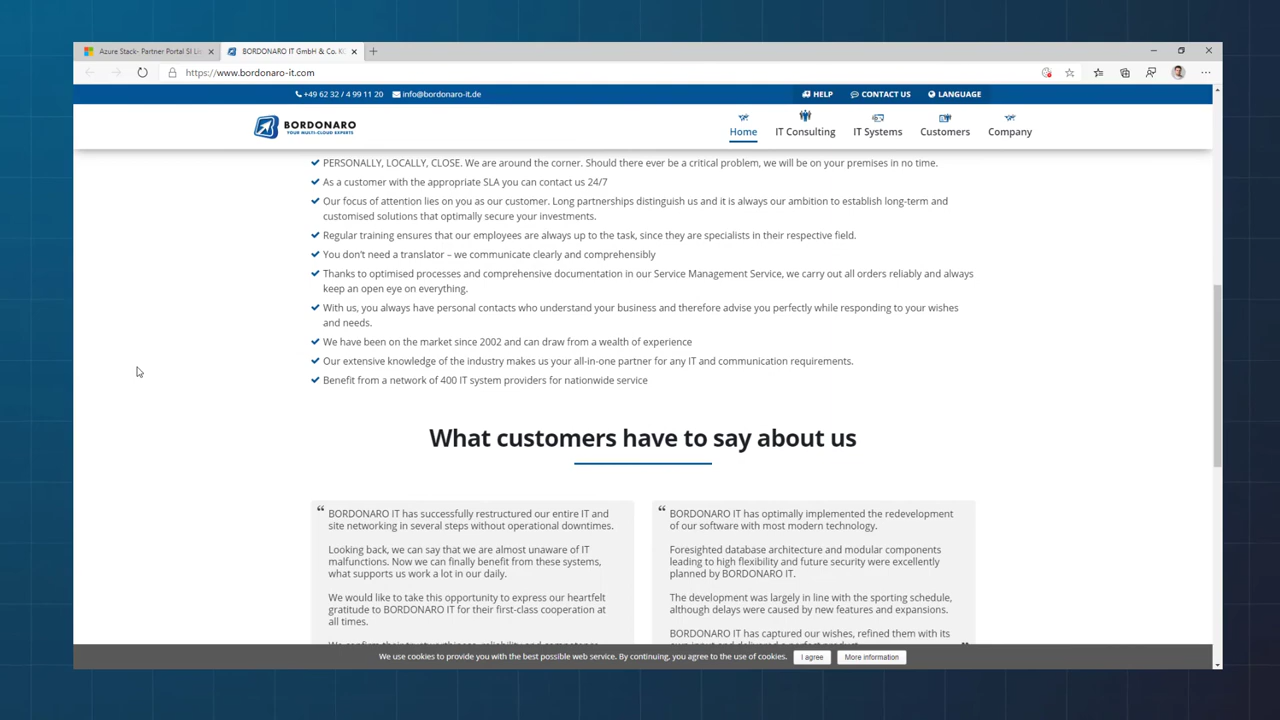 Azure Stack- Partner Portal SI Lis
BORDONARO IT GmbH & Co. KG
https://www.bordonaro-it.com
+49 62 32 / 4 99 11 20 info@bordonaro-it.de
HELP CONTACT US LANGUAGE
BORDONARO
YOUR MULTI-CLOUD EXPERTS
Home IT Consulting IT Systems Customers Company
PERSONALLY, LOCALLY, CLOSE. We are around the corner. Should there ever be a critical problem, we will be on your premises in no time.
As a customer with the appropriate SLA you can contact us 24/7
Our focus of attention lies on you as our customer. Long partnerships distinguish us and it is always our ambition to establish long-term and
customised solutions that optimally secure your investments.
Regular training ensures that our employees are always up to the task, since they are specialists in their respective field.
You don't need a translator – we communicate clearly and comprehensibly
Thanks to optimised processes and comprehensive documentation in our Service Management Service, we carry out all orders reliably and always
keep an open eye on everything.
With us, you always have personal contacts who understand your business and therefore advise you perfectly while responding to your wishes
and needs.
We have been on the market since 2002 and can draw from a wealth of experience
Our extensive knowledge of the industry makes us your all-in-one partner for any IT and communication requirements.
Benefit from a network of 400 IT system providers for nationwide service
What customers have to say about us
“ BORDONARO IT has successfully restructured our entire IT and
site networking in several steps without operational downtimes.
Looking back, we can say that we are almost unaware of IT
malfunctions. Now we can finally benefit from these systems,
what supports us work a lot in our daily.
We would like to take this opportunity to express our heartfelt
gratitude to BORDONARO IT for their first-class cooperation at
all times.
“ BORDONARO IT has optimally implemented the redevelopment
of our software with most modern technology.
Foresighted database architecture and modular components
leading to high flexibility and future security were excellently
planned by BORDONARO IT.
The development was largely in line with the sporting schedule,
although delays were caused by new features and expansions.
BORDONARO IT has captured our wishes, refined them with its
We use cookies to provide you with the best possible web service. By continuing, you agree to the use of cookies. I agree More information